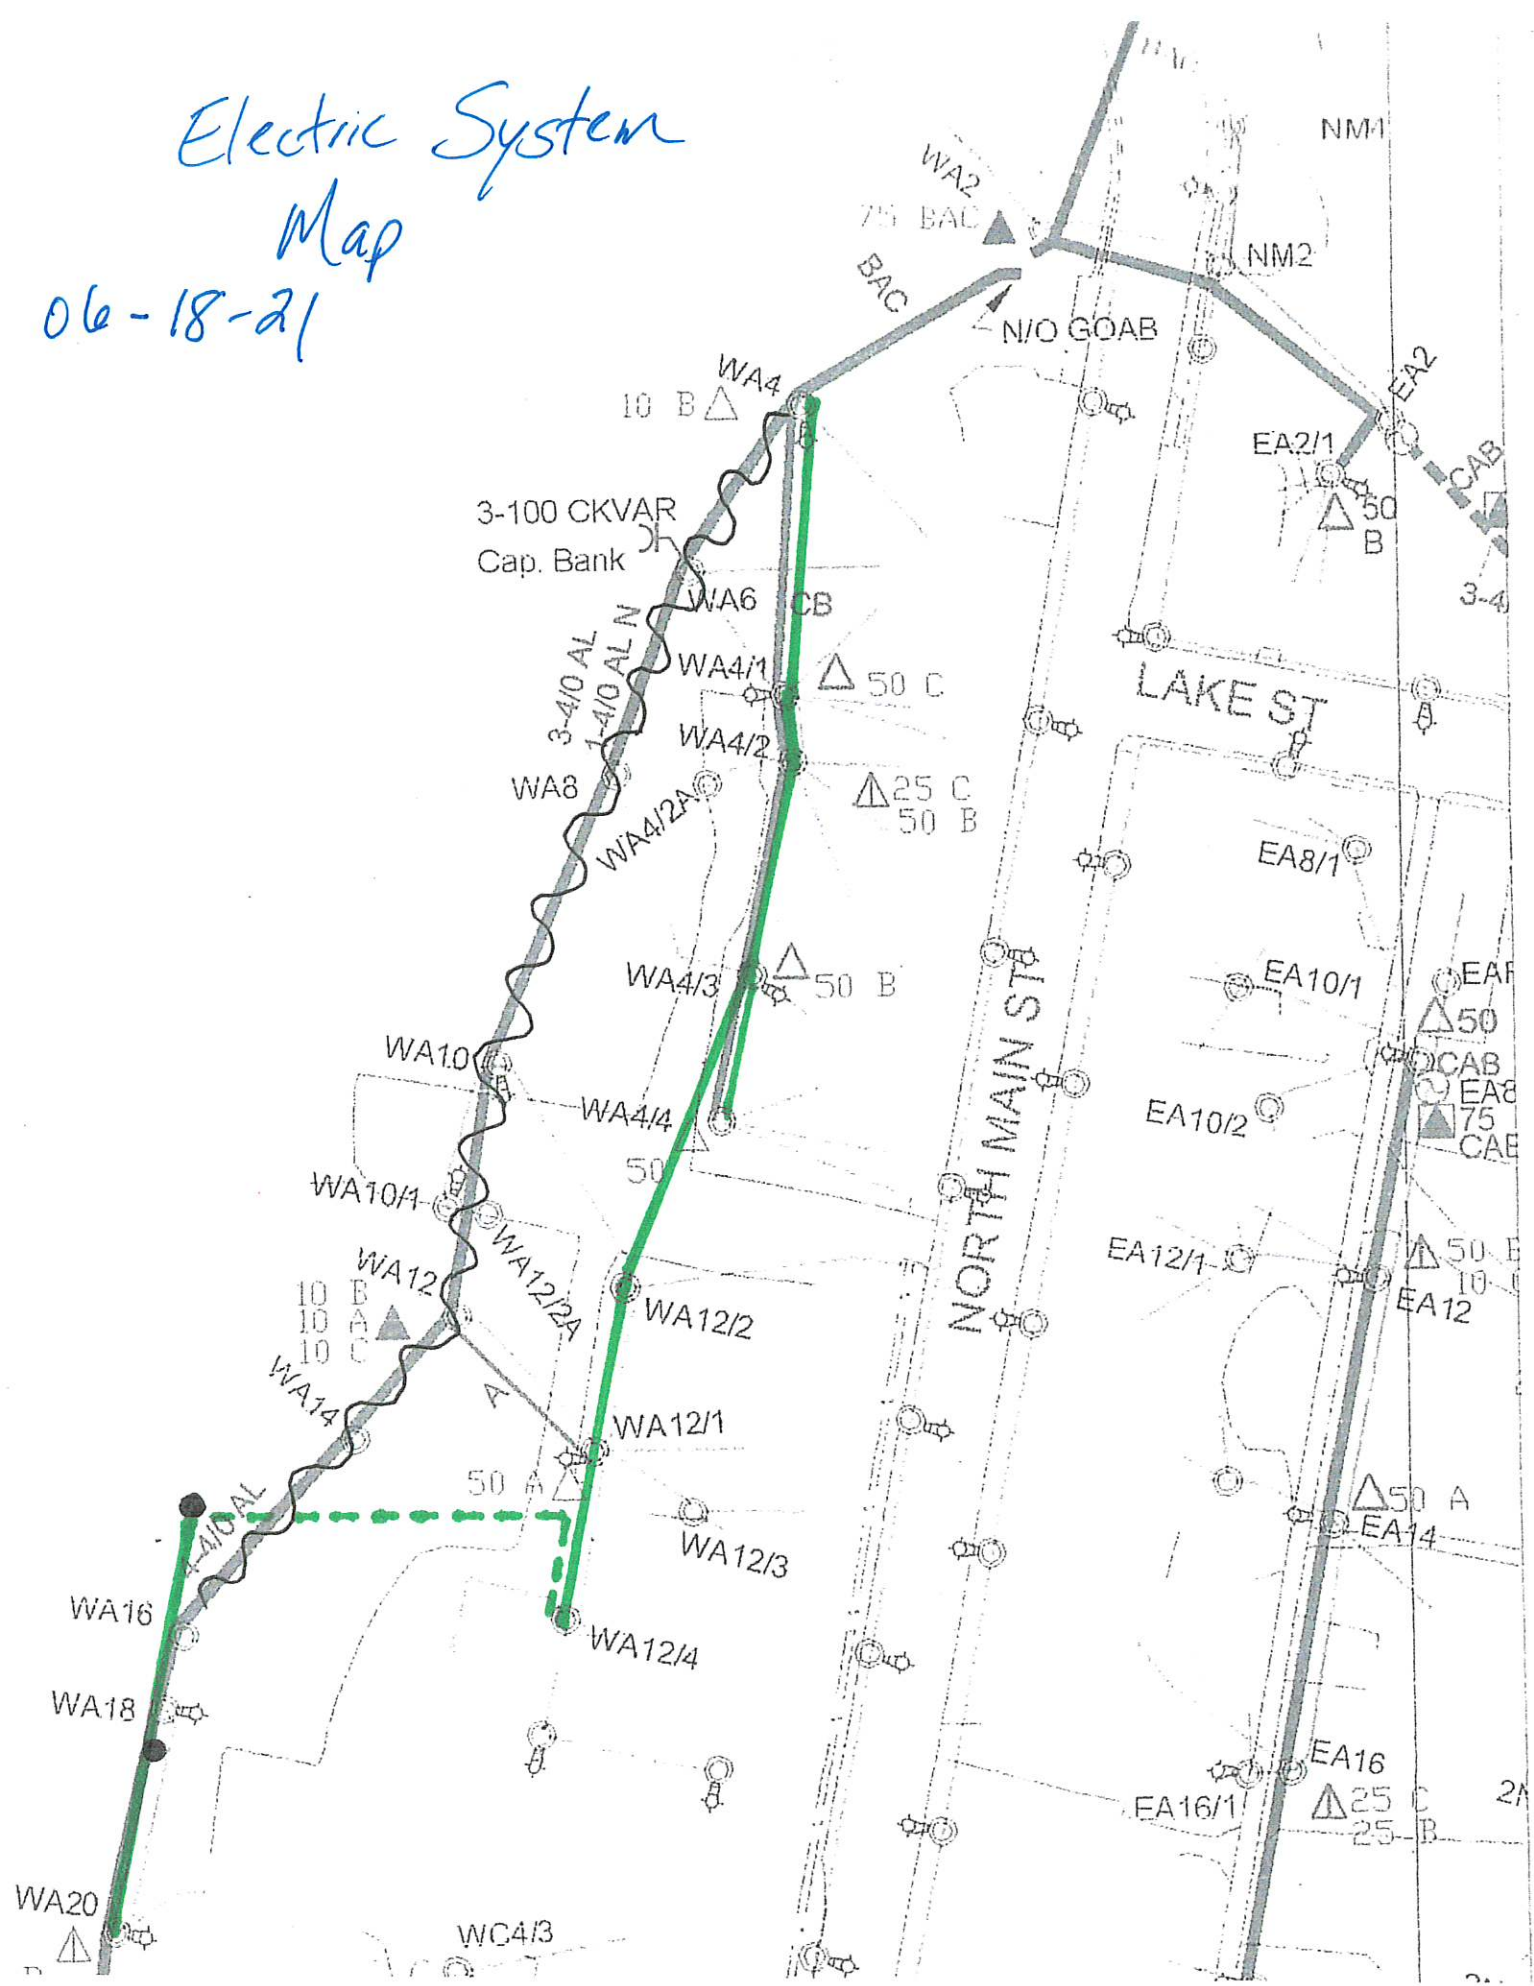 Electric System
Map
06-18-21
NM1
WA2
75 BAC
NM2
BAC
N/O GOAB
WA4
10 B
EA2
EA2/1
CAB
50
B
3-100 CKVAR
Cap. Bank
WA6
CB
3-4/0 AL
1-4/0 AL N
WA4/1
50 C
LAKE ST
WA4/2
WA8
25 C
50 B
WA4/2A
EA8/1
WA4/3
50 B
EA10/1
50
WA10
CAB
WA4/4
EA10/2
75
50
WA10/1
NORTH MAIN ST
WA12
WA12/2A
EA12/1
10 B
10 A
10 C
WA12/2
EA12
WA14
A
WA12/1
50 A
50 A
EA14
WA12/3
WA16
WA12/4
WA18
EA16
EA16/1
25 C
25 B
WA20
WC4/3